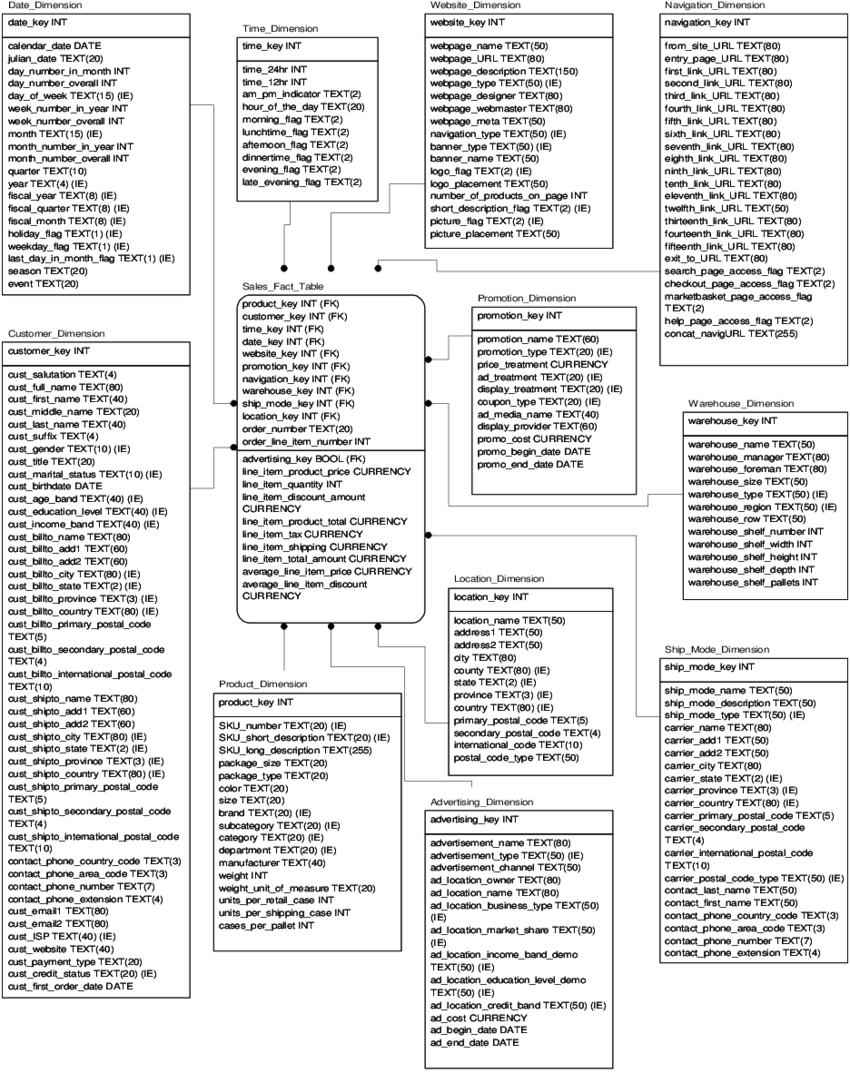 Date_Dimension
date_key INT
calendar_date DATE
julian_date TEXT(20)
day_number_in_month INT
day_number_overall INT
day_of_week TEXT(15) (IE)
week_number_in_year INT
week_number_overall INT
month TEXT(15) (IE)
month_number_in_year INT
month_number_overall INT
quarter TEXT(10)
year TEXT(4) (IE)
fiscal_year TEXT(8) (IE)
fiscal_quarter TEXT(8) (IE)
fiscal_month TEXT(8) (IE)
holiday_flag TEXT(1) (IE)
weekday_flag TEXT(1) (IE)
last_day_in_month_flag TEXT(1) (IE)
season TEXT(20)
event TEXT(20)
Time_Dimension
time_key INT
time_24hr INT
time_12hr INT
am_pm_indicator TEXT(2)
hour_of_the_day TEXT(20)
morning_flag TEXT(2)
lunchtime_flag TEXT(2)
afternoon_flag TEXT(2)
dinnertime_flag TEXT(2)
evening_flag TEXT(2)
late_evening_flag TEXT(2)
Website_Dimension
website_key INT
webpage_name TEXT(50)
webpage_URL TEXT(80)
webpage_description TEXT(150)
webpage_type TEXT(50) (IE)
webpage_designer TEXT(80)
webpage_webmaster TEXT(80)
webpage_meta TEXT(50)
navigation_type TEXT(50) (IE)
banner_type TEXT(50) (IE)
banner_name TEXT(50)
logo_flag TEXT(2) (IE)
logo_placement TEXT(50)
number_of_products_on_page INT
short_description_flag TEXT(2) (IE)
picture_flag TEXT(2) (IE)
picture_placement TEXT(50)
Navigation_Dimension
navigation_key INT
from_site_URL TEXT(80)
entry_page_URL TEXT(80)
first_link_URL TEXT(80)
second_link_URL TEXT(80)
third_link_URL TEXT(80)
fourth_link_URL TEXT(80)
fifth_link_URL TEXT(80)
sixth_link_URL TEXT(80)
seventh_link_URL TEXT(80)
eighth_link_URL TEXT(80)
ninth_link_URL TEXT(80)
tenth_link_URL TEXT(80)
eleventh_link_URL TEXT(80)
twelfth_link_URL TEXT(50)
thirteenth_link_URL TEXT(80)
fourteenth_link_URL TEXT(80)
fifteenth_link_URL TEXT(80)
exit_to_URL TEXT(80)
search_page_access_flag TEXT(2)
checkout_page_access_flag TEXT(2)
marketbasket_page_access_flag
TEXT(2)
help_page_access_flag TEXT(2)
concat_navigURL TEXT(255)
Sales_Fact_Table
product_key INT (FK)
customer_key INT (FK)
time_key INT (FK)
date_key INT (FK)
website_key INT (FK)
promotion_key INT (FK)
navigation_key INT (FK)
warehouse_key INT (FK)
ship_mode_key INT (FK)
location_key INT (FK)
order_number TEXT(20)
order_line_item_number INT
advertising_key BOOL (FK)
line_item_product_price CURRENCY
line_item_quantity INT
line_item_discount_amount
CURRENCY
line_item_product_total CURRENCY
line_item_tax CURRENCY
line_item_shipping CURRENCY
line_item_total_amount CURRENCY
average_line_item_price CURRENCY
average_line_item_discount
CURRENCY
Promotion_Dimension
promotion_key INT
promotion_name TEXT(60)
promotion_type TEXT(20) (IE)
price_treatment CURRENCY
ad_treatment TEXT(20) (IE)
display_treatment TEXT(20) (IE)
coupon_type TEXT(20) (IE)
ad_media_name TEXT(40)
display_provider TEXT(60)
promo_cost CURRENCY
promo_begin_date DATE
promo_end_date DATE
Customer_Dimension
customer_key INT
cust_salutation TEXT(4)
cust_full_name TEXT(80)
cust_first_name TEXT(40)
cust_middle_name TEXT(20)
cust_last_name TEXT(40)
cust_suffix TEXT(4)
cust_gender TEXT(10) (IE)
cust_title TEXT(20)
cust_marital_status TEXT(10) (IE)
cust_birthdate DATE
cust_age_band TEXT(40) (IE)
cust_education_level TEXT(40) (IE)
cust_income_band TEXT(40) (IE)
cust_billto_name TEXT(80)
cust_billto_add1 TEXT(60)
cust_billto_add2 TEXT(60)
cust_billto_city TEXT(80) (IE)
cust_billto_state TEXT(2) (IE)
cust_billto_province TEXT(3) (IE)
cust_billto_country TEXT(80) (IE)
cust_billto_primary_postal_code
TEXT(5)
cust_billto_secondary_postal_code
TEXT(4)
cust_billto_international_postal_code
TEXT(10)
cust_shipto_name TEXT(80)
cust_shipto_add1 TEXT(60)
cust_shipto_add2 TEXT(60)
cust_shipto_city TEXT(80) (IE)
cust_shipto_state TEXT(2) (IE)
cust_shipto_province TEXT(3) (IE)
cust_shipto_country TEXT(80) (IE)
cust_shipto_primary_postal_code
TEXT(5)
cust_shipto_secondary_postal_code
TEXT(4)
cust_shipto_international_postal_code
TEXT(10)
contact_phone_country_code TEXT(3)
contact_phone_area_code TEXT(3)
contact_phone_number TEXT(7)
contact_phone_extension TEXT(4)
cust_email1 TEXT(80)
cust_email2 TEXT(80)
cust_ISP TEXT(40) (IE)
cust_website TEXT(40)
cust_payment_type TEXT(20)
cust_credit_status TEXT(20) (IE)
cust_first_order_date DATE
Warehouse_Dimension
warehouse_key INT
warehouse_name TEXT(50)
warehouse_manager TEXT(80)
warehouse_foreman TEXT(80)
warehouse_size TEXT(50)
warehouse_type TEXT(50) (IE)
warehouse_region TEXT(50) (IE)
warehouse_row TEXT(50)
warehouse_shelf_number INT
warehouse_shelf_width INT
warehouse_shelf_height INT
warehouse_shelf_depth INT
warehouse_shelf_pallets INT
Location_Dimension
location_key INT
location_name TEXT(50)
address1 TEXT(50)
address2 TEXT(50)
city TEXT(80)
county TEXT(80) (IE)
state TEXT(2) (IE)
province TEXT(3) (IE)
country TEXT(80) (IE)
primary_postal_code TEXT(5)
secondary_postal_code TEXT(4)
international_code TEXT(10)
postal_code_type TEXT(50)
Product_Dimension
product_key INT
SKU_number TEXT(20) (IE)
SKU_short_description TEXT(20) (IE)
SKU_long_description TEXT(255)
package_size TEXT(20)
package_type TEXT(20)
color TEXT(20)
size TEXT(20)
brand TEXT(20) (IE)
subcategory TEXT(20) (IE)
category TEXT(20) (IE)
department TEXT(20) (IE)
manufacturer TEXT(40)
weight INT
weight_unit_of_measure TEXT(20)
units_per_retail_case INT
units_per_shipping_case INT
cases_per_pallet INT
Ship_Mode_Dimension
ship_mode_key INT
ship_mode_name TEXT(50)
ship_mode_description TEXT(50)
ship_mode_type TEXT(50) (IE)
carrier_name TEXT(80)
carrier_add1 TEXT(50)
carrier_add2 TEXT(50)
carrier_city TEXT(80)
carrier_state TEXT(2) (IE)
carrier_province TEXT(3) (IE)
carrier_country TEXT(80) (IE)
carrier_primary_postal_code TEXT(5)
carrier_secondary_postal_code
TEXT(4)
carrier_international_postal_code
TEXT(10)
carrier_postal_code_type TEXT(50) (IE)
contact_last_name TEXT(50)
contact_first_name TEXT(50)
contact_phone_country_code TEXT(3)
contact_phone_area_code TEXT(3)
contact_phone_number TEXT(7)
contact_phone_extension TEXT(4)
Advertising_Dimension
advertising_key INT
advertisement_name TEXT(80)
advertisement_type TEXT(50) (IE)
advertisement_channel TEXT(50)
ad_location_owner TEXT(80)
ad_location_name TEXT(80)
ad_location_business_type TEXT(50)
(IE)
ad_location_market_share TEXT(50)
(IE)
ad_location_income_band_demo
TEXT(50) (IE)
ad_location_education_level_demo
TEXT(50) (IE)
ad_location_credit_band TEXT(50) (IE)
ad_cost CURRENCY
ad_begin_date DATE
ad_end_date DATE